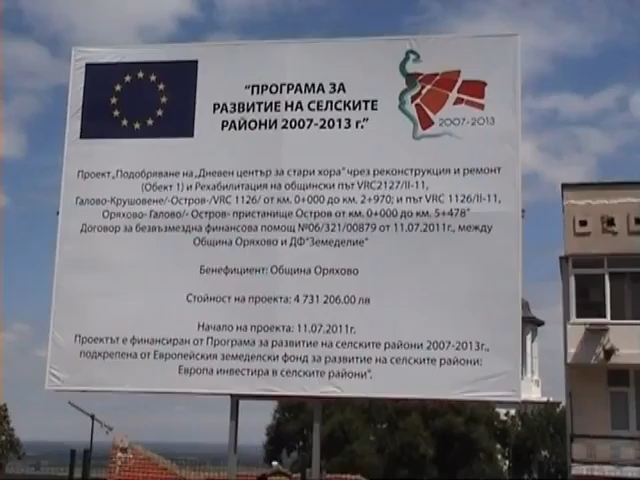 "ПРОГРАМА ЗА
РАЗВИТИЕ НА СЕЛСКИТЕ
РАЙОНИ 2007-2013 г."
2007-2013
Проект„Подобряване на „Дневен център за стари хора" чрез реконструкция и ремонт
(Обект 1) и Рехабилитация на общински път VRC2127/II-11,
Галово-Крушовене/-Остров-/VRC 1126/ от км. 0+000 до км. 2+970; и път VRC 1126/II-11,
Оряхово- Галово/- Остров- пристанище Остров от км. 0+000 до км. 5+478"
Договор за безвъзмездна финансова помощ №06/321/00879 от 11.07.2011г., между
Община Оряхово и ДФ"Земеделие"
Бенефициент: Община Оряхово
Стойност на проекта: 4 731 206.00 лв
Начало на проекта: 11.07.2011г.
Проектът е финансиран от Програма за развитие на селските райони 2007-2013г.,
подкрепена от Европейския земеделски фонд за развитие на селските райони:
Европа инвестира в селските райони".